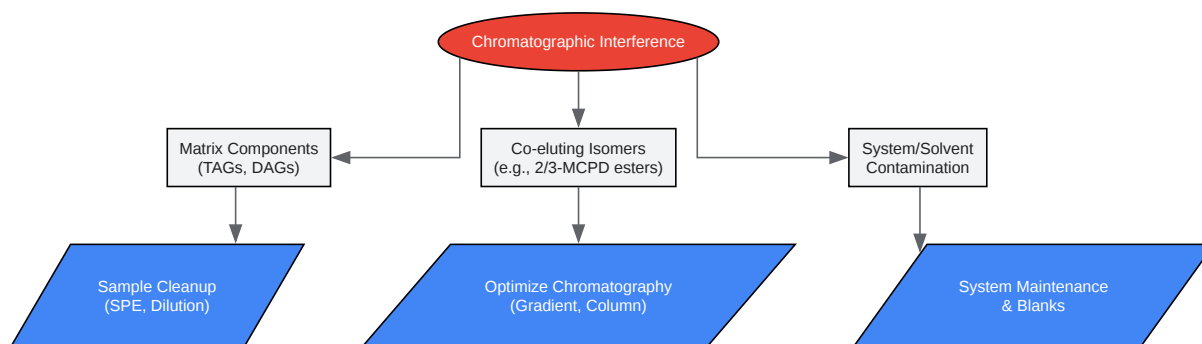 Chromatographic Interference
Matrix Components
(TAGs, DAGs)
Co-eluting Isomers
(e.g., 2/3-MCPD esters)
System/Solvent
Contamination
Sample Cleanup
(SPE, Dilution)
Optimize Chromatography
(Gradient, Column)
System Maintenance
& Blanks